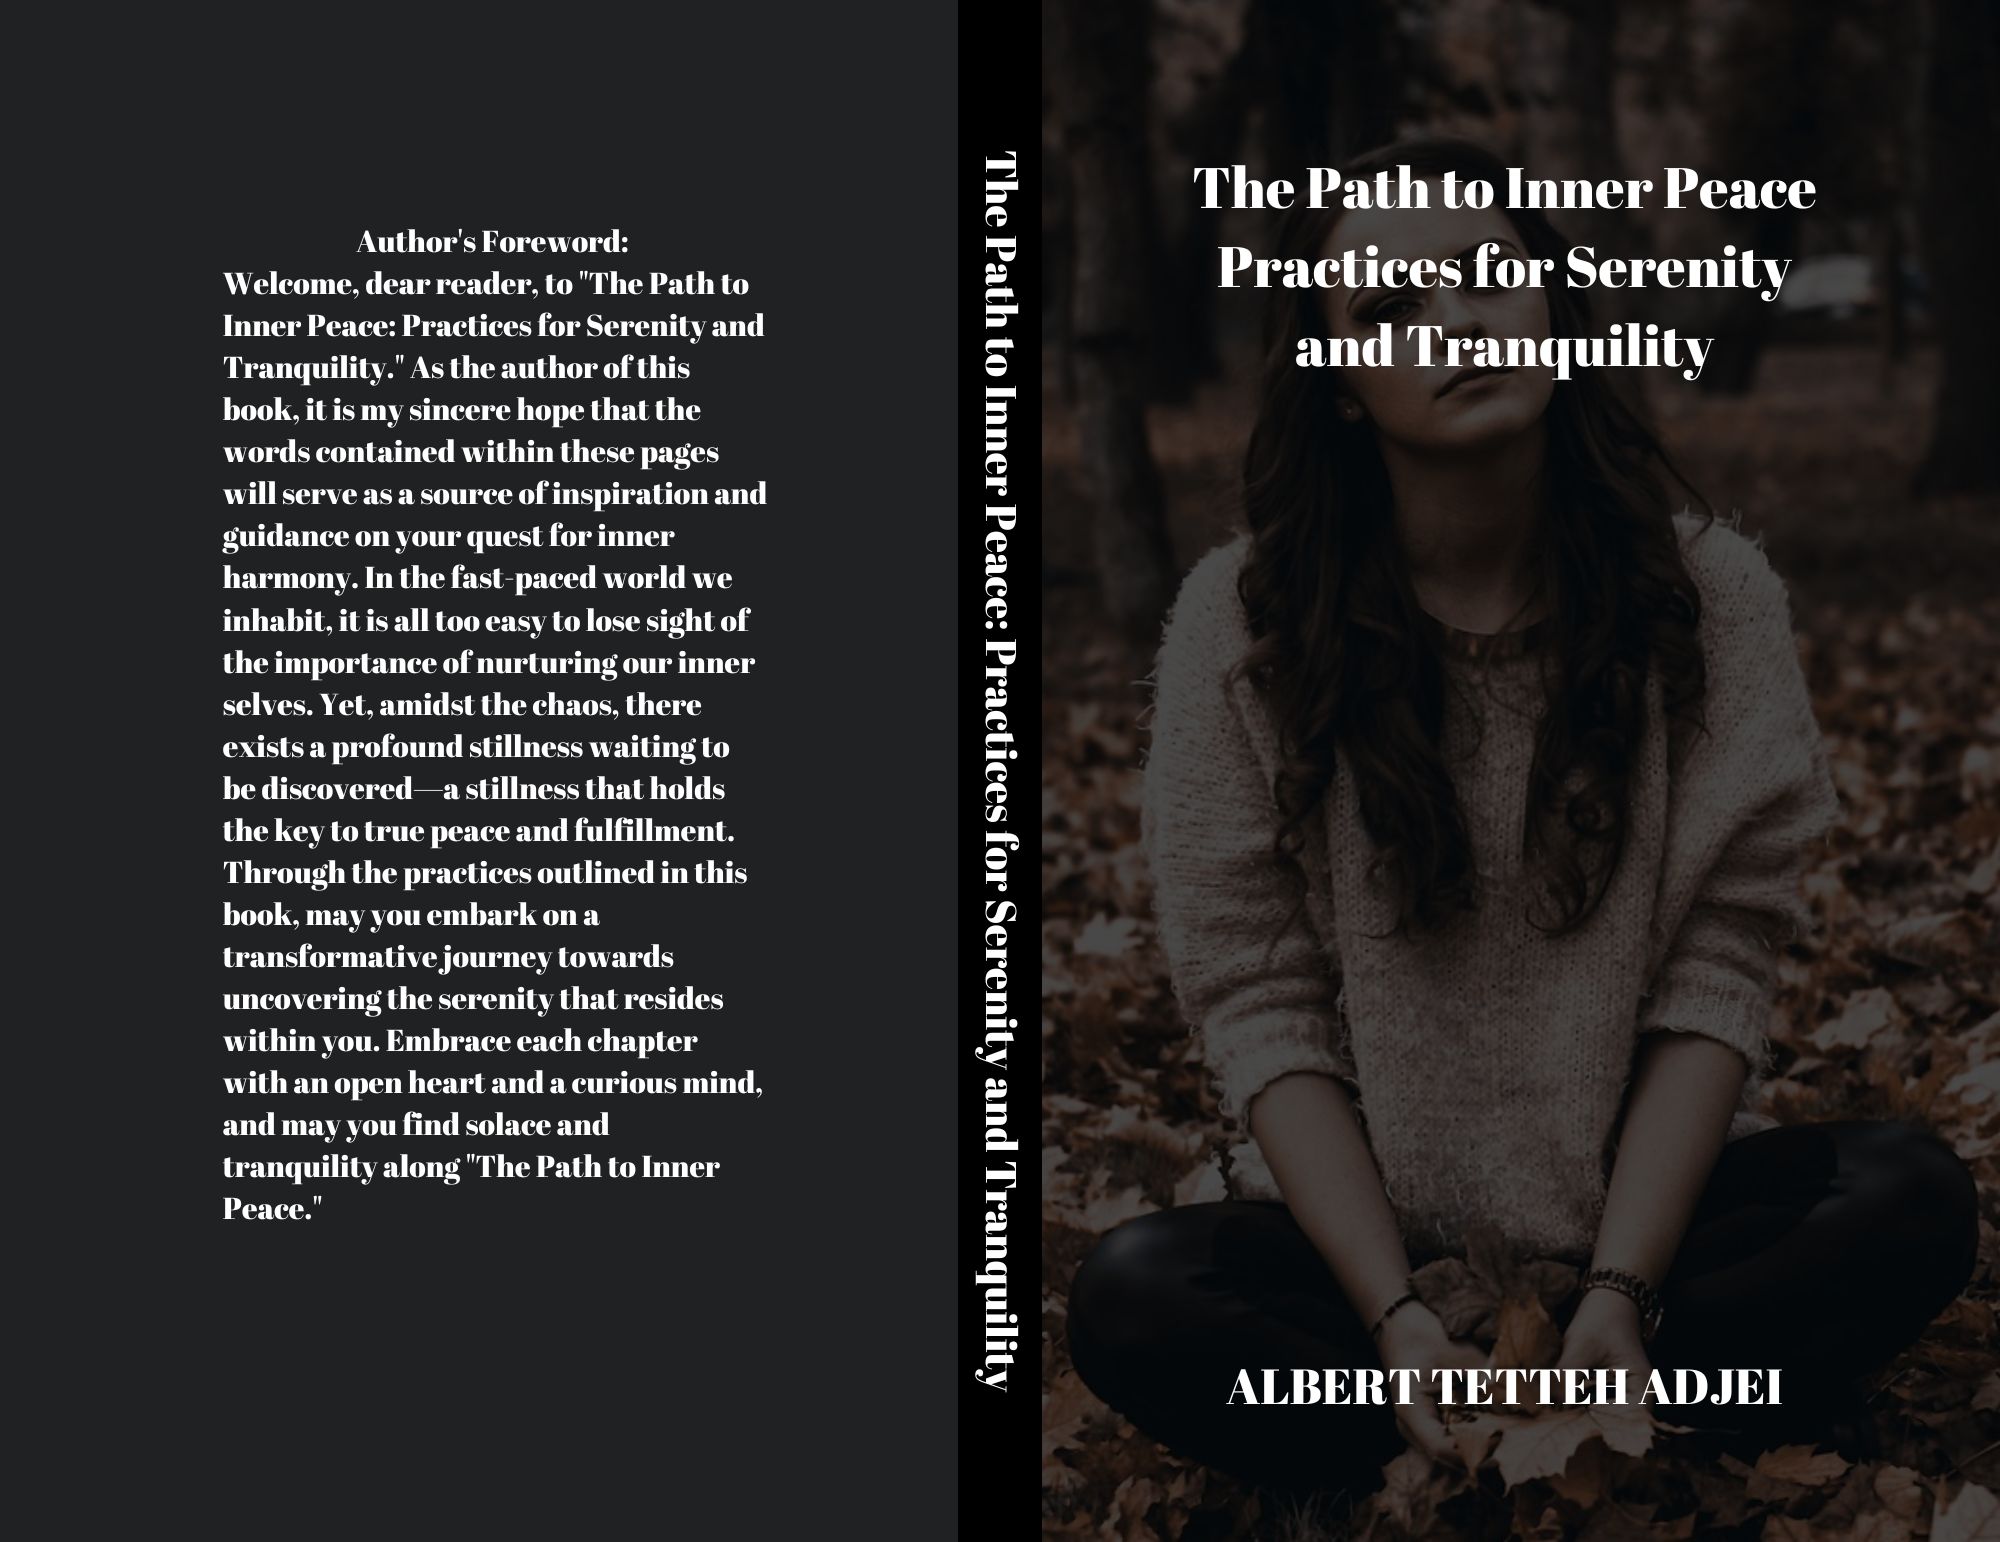 Author's Foreword:
Welcome, dear reader, to "The Path to
Inner Peace: Practices for Serenity and
Tranquility." As the author of this
book, it is my sincere hope that the
words contained within these pages
will serve as a source of inspiration and
guidance on your quest for inner
harmony. In the fast-paced world we
inhabit, it is all too easy to lose sight of
the importance of nurturing our inner
selves. Yet, amidst the chaos, there
exists a profound stillness waiting to
be discovered—a stillness that holds
the key to true peace and fulfillment.
Through the practices outlined in this
book, may you embark on a
transformative journey towards
uncovering the serenity that resides
within you. Embrace each chapter
with an open heart and a curious mind,
and may you find solace and
tranquility along "The Path to Inner
Peace."
The Path to Inner Peace: Practices for Serenity and Tranquility
The Path to Inner Peace
Practices for Serenity
and Tranquility
ALBERT TETTEH ADJEI